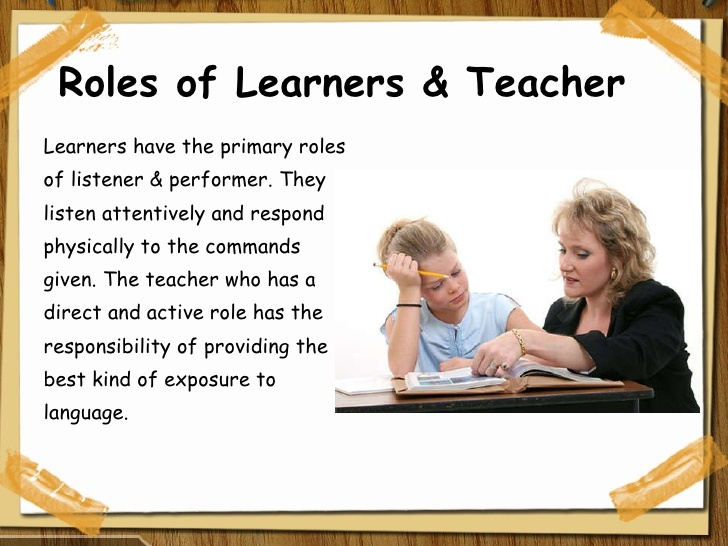 Roles of Learners & Teacher
Learners have the primary roles
of listener & performer. They
listen attentively and respond
physically to the commands
given. The teacher who has a
direct and active role has the
responsibility of providing the
best kind of exposure to
language.